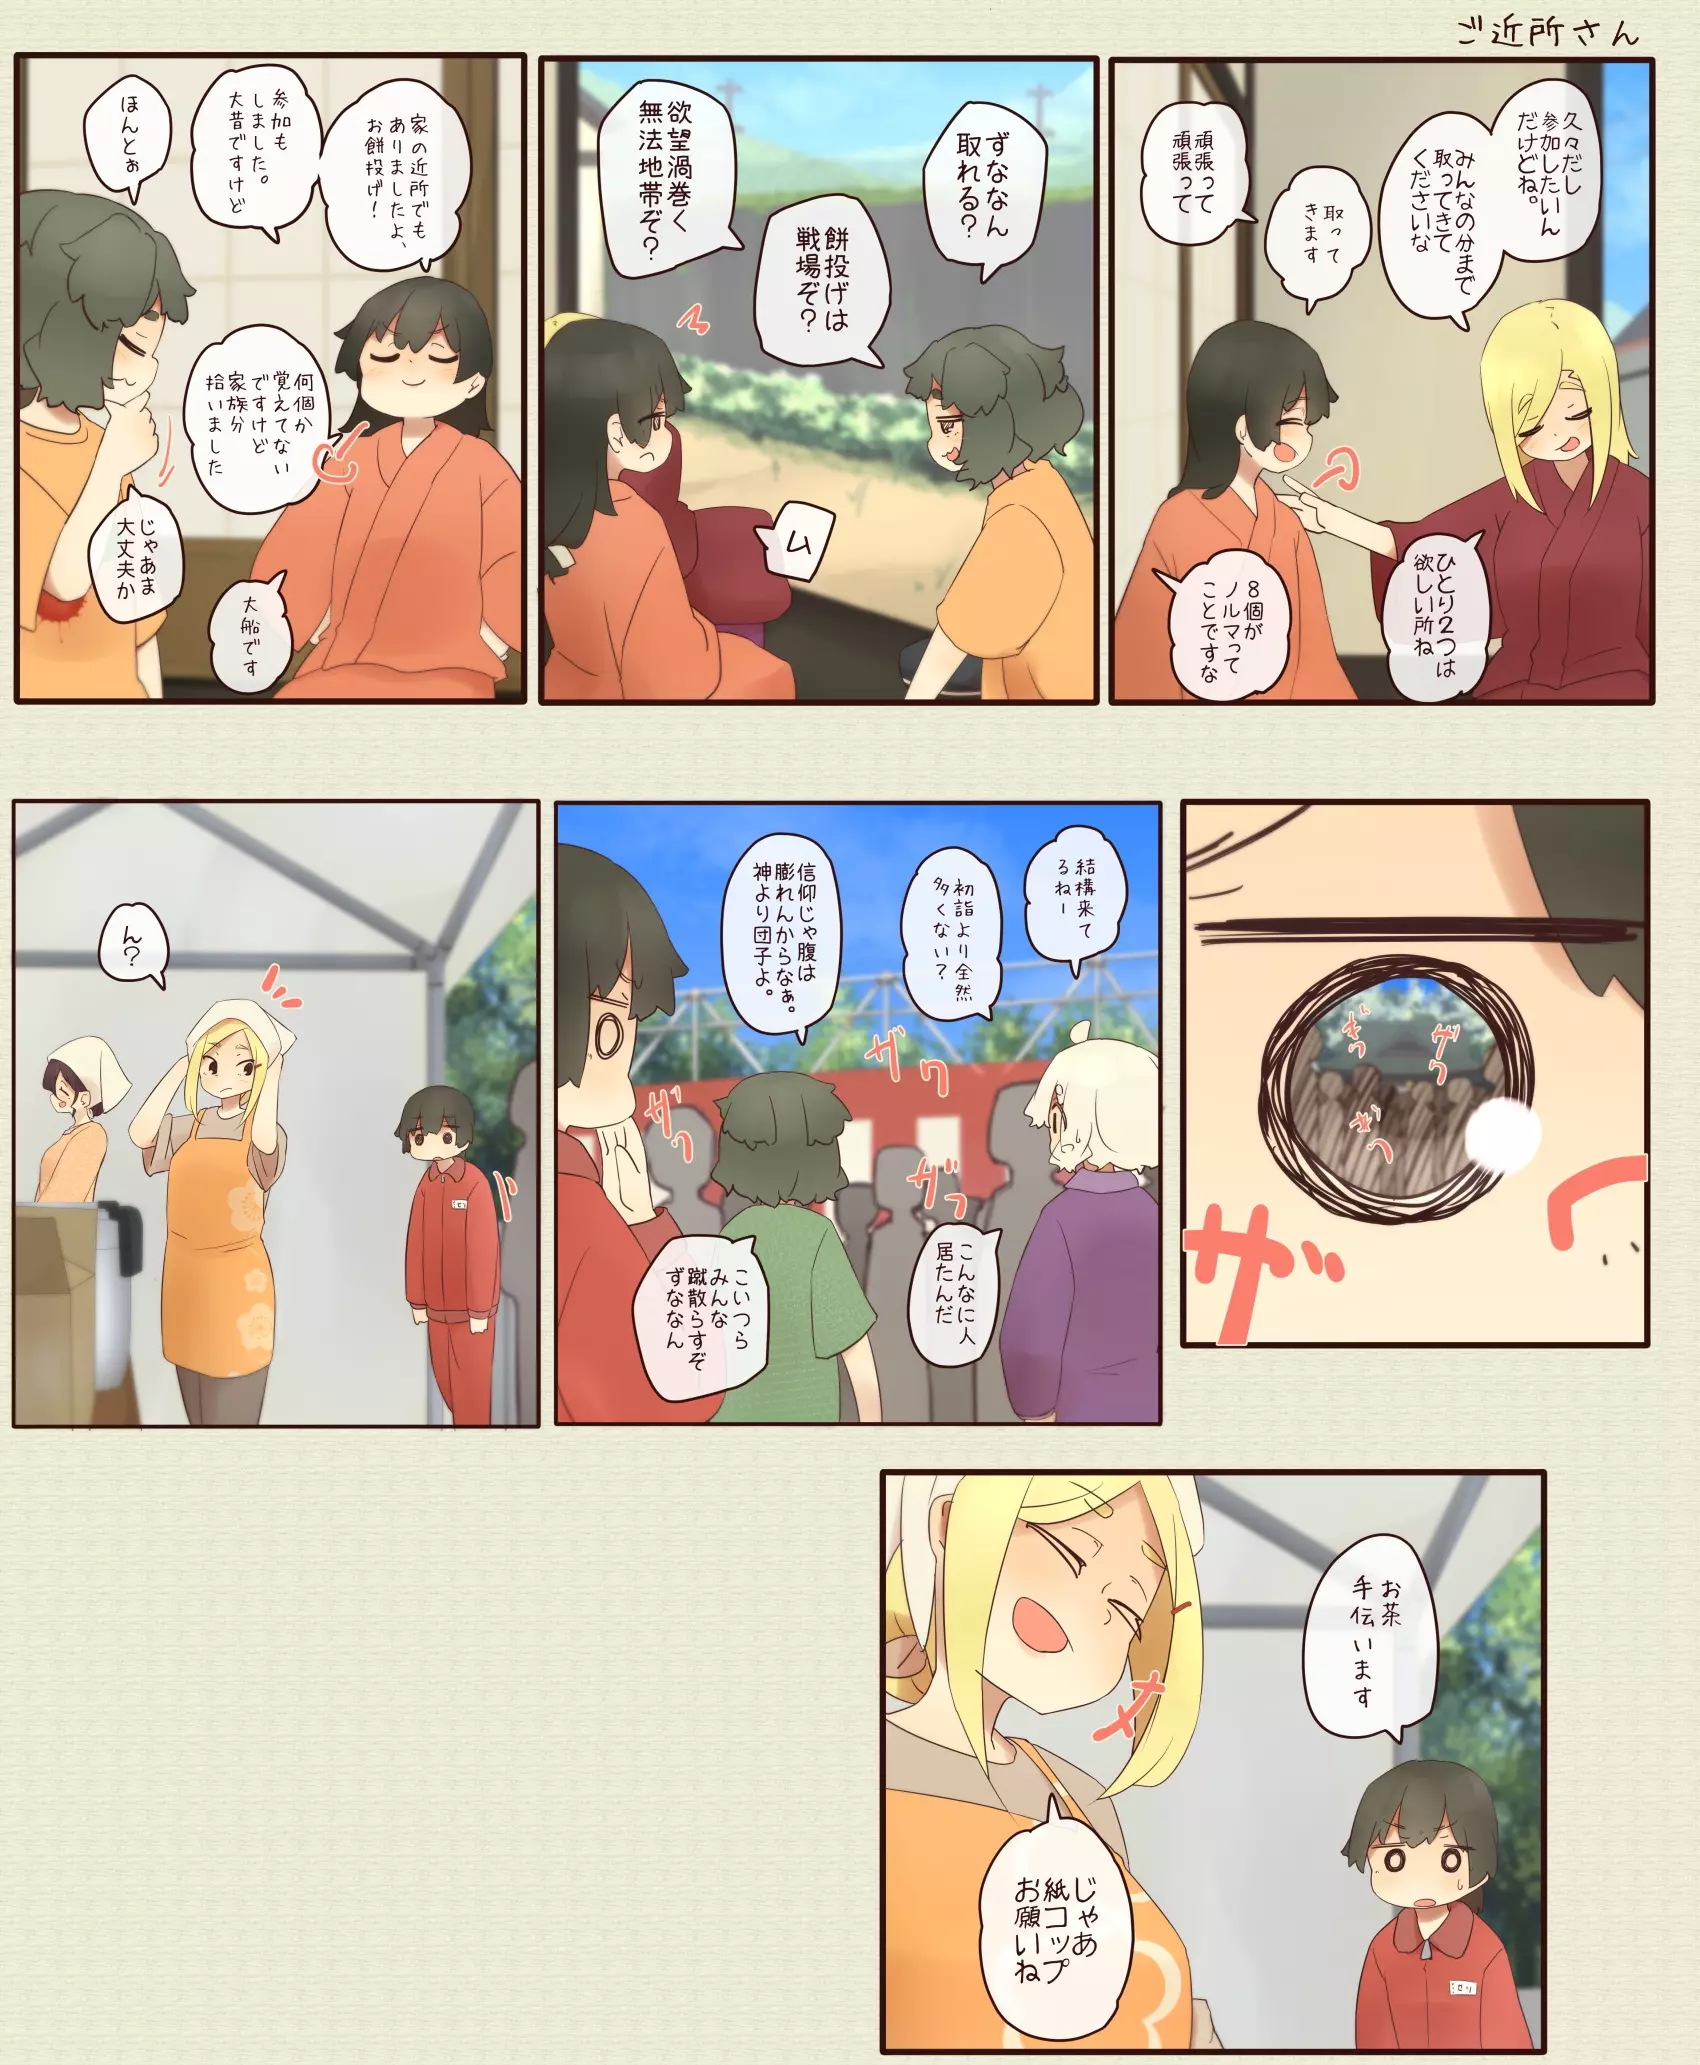 ご近所さん
久々だし
参加したいん
だけどね。
みんなの分まで
取ってきて
くださいな
取って
きます
頑張って
頑張って
ひとり2つは
欲しい所ね
8個が
ノルマって
ことですな
ずななん
取れる?
餅投げは
戦場ぞ?
欲望渦巻く
無法地帯ぞ?
ム
家の近所でも
ありましたよ、
お餅投げ!
参加も
しました。
大昔ですけど
ほんとぉ
何個か
覚えてない
ですけど
家族分
拾いました
じゃあま
大丈夫か
大船です
ザワ
ザワ
ザワ
ザ
結構来て
るねー
初詣より全然
多くない?
信仰じゃ腹は
膨れんからなぁ。
神より団子よ。
ザワ
ザワ
ザワ
こんなに人
居たんだ
こいつら
みんな
蹴散らすぞ
ずななん
ん?
お茶
手伝います
じゃあ
紙コップ
お願いね
セリ